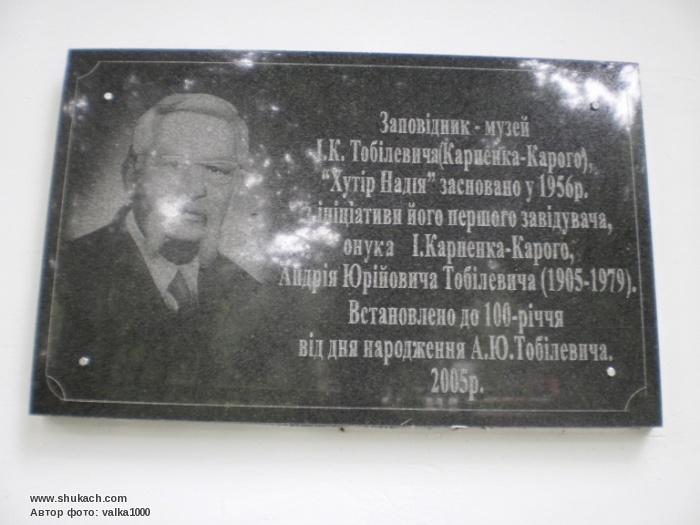 Заповідник - музей
І.К. Тобілевича(Карпенка-Карого),
“Хутір Надія” засновано у 1956р.
з ініціативи його першого завідувача,
онука І.Карпенка-Карого,
Андрія Юрійовича Тобілевича (1905-1979).
Встановлено до 100-річчя
від дня народження А.Ю.Тобілевича.
2005р.
www.shukach.com
Автор фото: valka1000